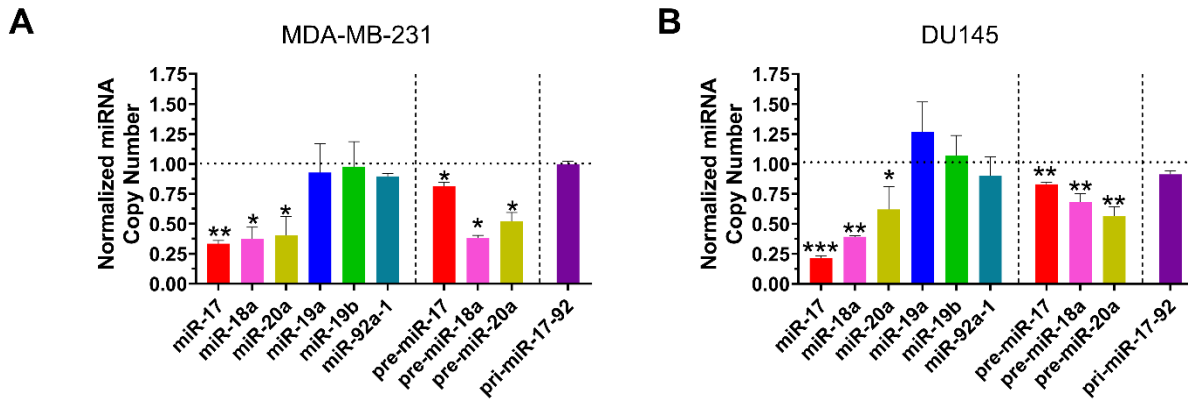 A
MDA-MB-231
Normalized miRNA
Copy Number
1.75
1.50
1.25
1.00
0.75
0.50
0.25
0.00
**
*
*
*
*
*
miR-17
miR-18a
miR-20a
miR-19a
miR-19b
miR-92a-1
pre-miR-17
pre-miR-18a
pre-miR-20a
pri-miR-17-92
B
DU145
Normalized miRNA
Copy Number
1.75
1.50
1.25
1.00
0.75
0.50
0.25
0.00
***
**
*
**
**
**
miR-17
miR-18a
miR-20a
miR-19a
miR-19b
miR-92a-1
pre-miR-17
pre-miR-18a
pre-miR-20a
pri-miR-17-92